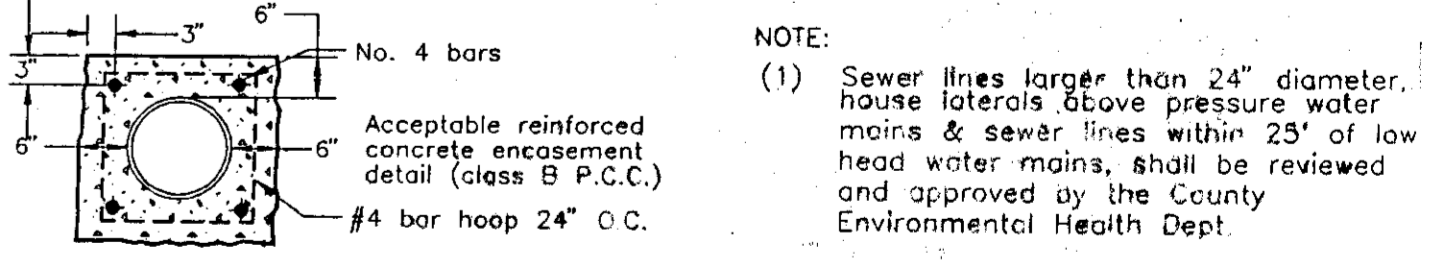 6"
3"
No. 4 bars
3"
6"
6"
Acceptable reinforced
concrete encasement
detail (class B P.C.C.)
#4 bar hoop 24" O.C.
NOTE:
(1) Sewer lines larger than 24" diameter,
house laterals above pressure water
mains & sewer lines within 25' of low
head water mains, shall be reviewed
and approved by the County
Environmental Health Dept.